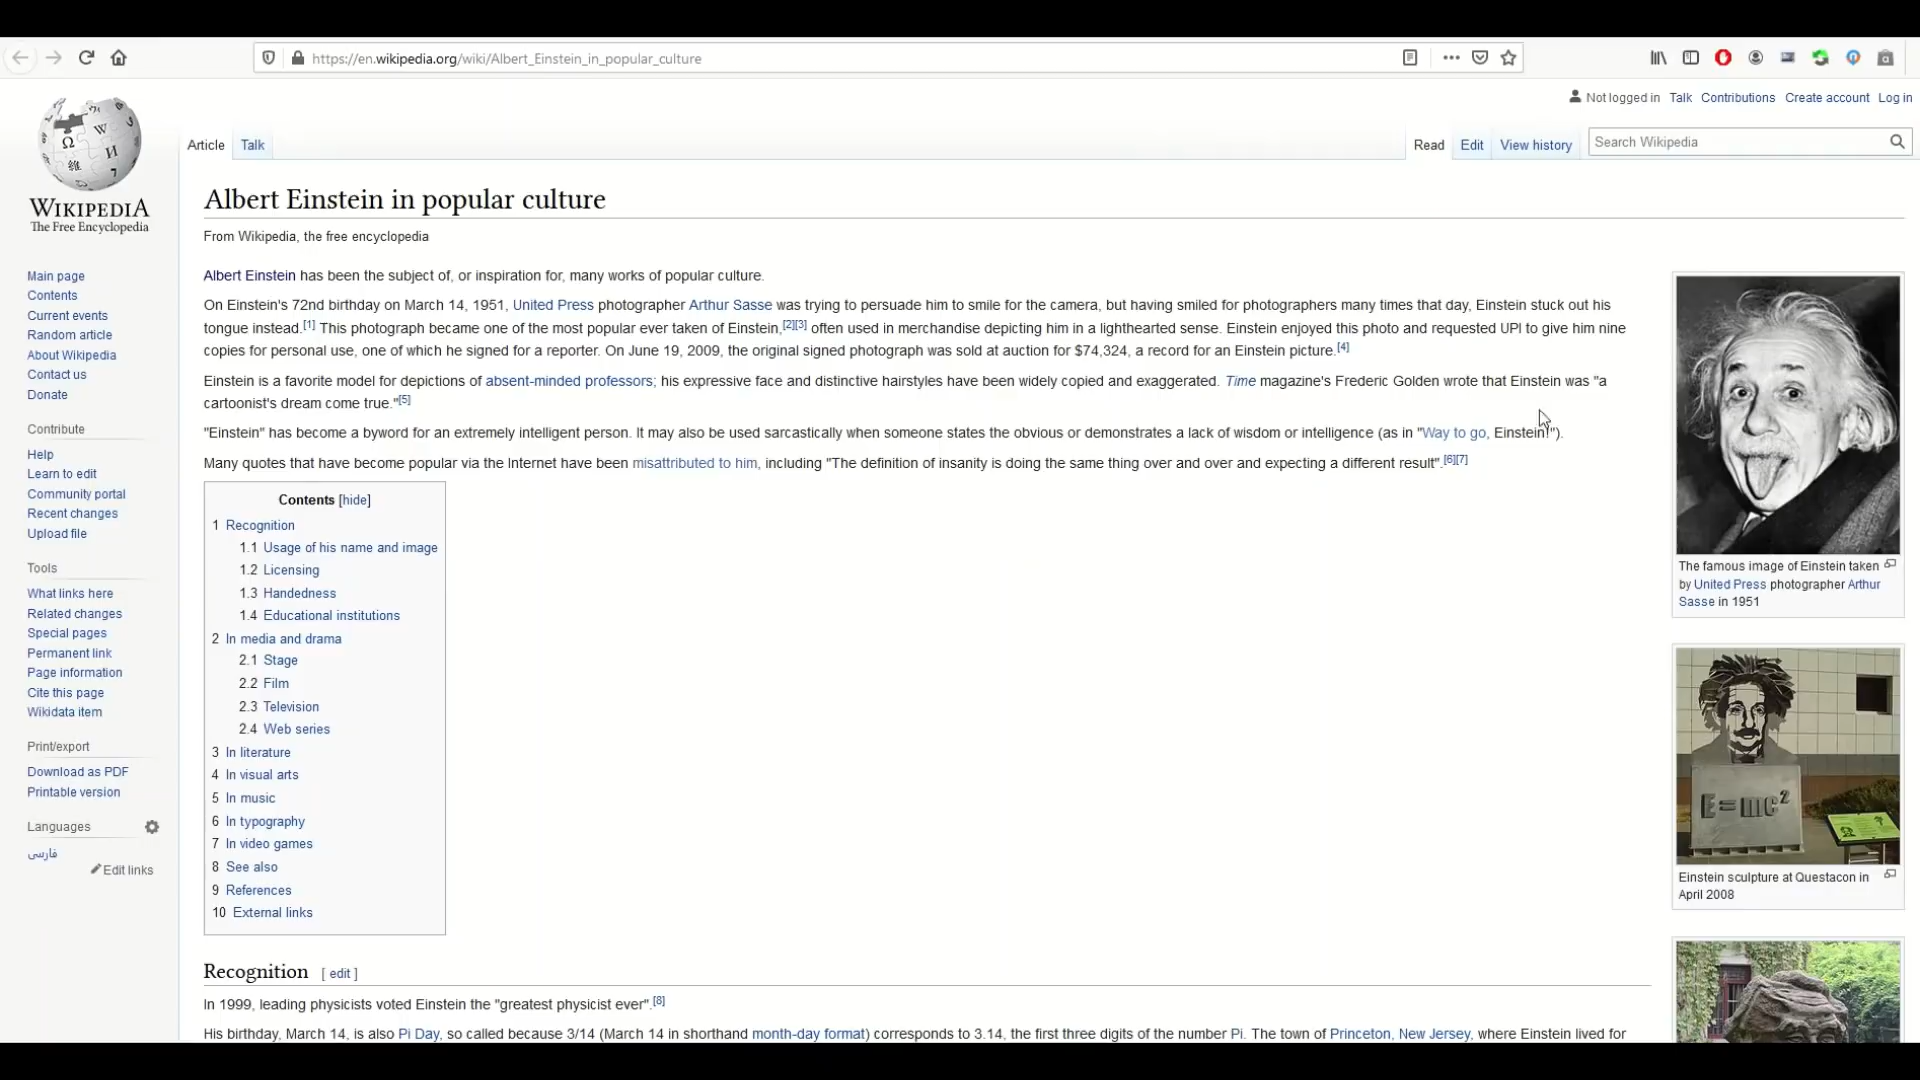 https://en.wikipedia.org/wiki/Albert_Einstein_in_popular_culture
Not logged in Talk Contributions Create account Log in
Article Talk
Read Edit View history Search Wikipedia
WIKIPEDIA
The Free Encyclopedia
Main page
Contents
Current events
Random article
About Wikipedia
Contact us
Donate
Contribute
Help
Learn to edit
Community portal
Recent changes
Upload file
Tools
What links here
Related changes
Special pages
Permanent link
Page information
Cite this page
Wikidata item
Print/export
Download as PDF
Printable version
Languages
فارسی
Edit links
Albert Einstein in popular culture
From Wikipedia, the free encyclopedia
Albert Einstein has been the subject of, or inspiration for, many works of popular culture.
On Einstein's 72nd birthday on March 14, 1951, United Press photographer Arthur Sasse was trying to persuade him to smile for the camera, but having smiled for photographers many times that day, Einstein stuck out his
tongue instead.[1] This photograph became one of the most popular ever taken of Einstein,[2][3] often used in merchandise depicting him in a lighthearted sense. Einstein enjoyed this photo and requested UPI to give him nine
copies for personal use, one of which he signed for a reporter. On June 19, 2009, the original signed photograph was sold at auction for $74,324, a record for an Einstein picture.[4]
Einstein is a favorite model for depictions of absent-minded professors; his expressive face and distinctive hairstyles have been widely copied and exaggerated. Time magazine's Frederic Golden wrote that Einstein was "a
cartoonist's dream come true."[5]
"Einstein" has become a byword for an extremely intelligent person. It may also be used sarcastically when someone states the obvious or demonstrates a lack of wisdom or intelligence (as in "Way to go, Einstein!").
Many quotes that have become popular via the Internet have been misattributed to him, including "The definition of insanity is doing the same thing over and over and expecting a different result".[6][7]
Contents [hide]
1 Recognition
1.1 Usage of his name and image
1.2 Licensing
1.3 Handedness
1.4 Educational institutions
2 In media and drama
2.1 Stage
2.2 Film
2.3 Television
2.4 Web series
3 In literature
4 In visual arts
5 In music
6 In typography
7 In video games
8 See also
9 References
10 External links
Recognition [ edit ]
In 1999, leading physicists voted Einstein the "greatest physicist ever".[8]
His birthday, March 14, is also Pi Day, so called because 3/14 (March 14 in shorthand month-day format) corresponds to 3.14, the first three digits of the number Pi. The town of Princeton, New Jersey, where Einstein lived for
The famous image of Einstein taken
by United Press photographer Arthur
Sasse in 1951
E=mc²
Einstein sculpture at Questacon in
April 2008